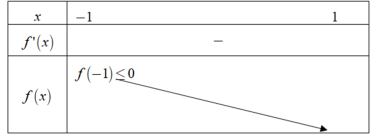 x −1 1
f'(x) −
f(−1) ≤ 0
f(x)